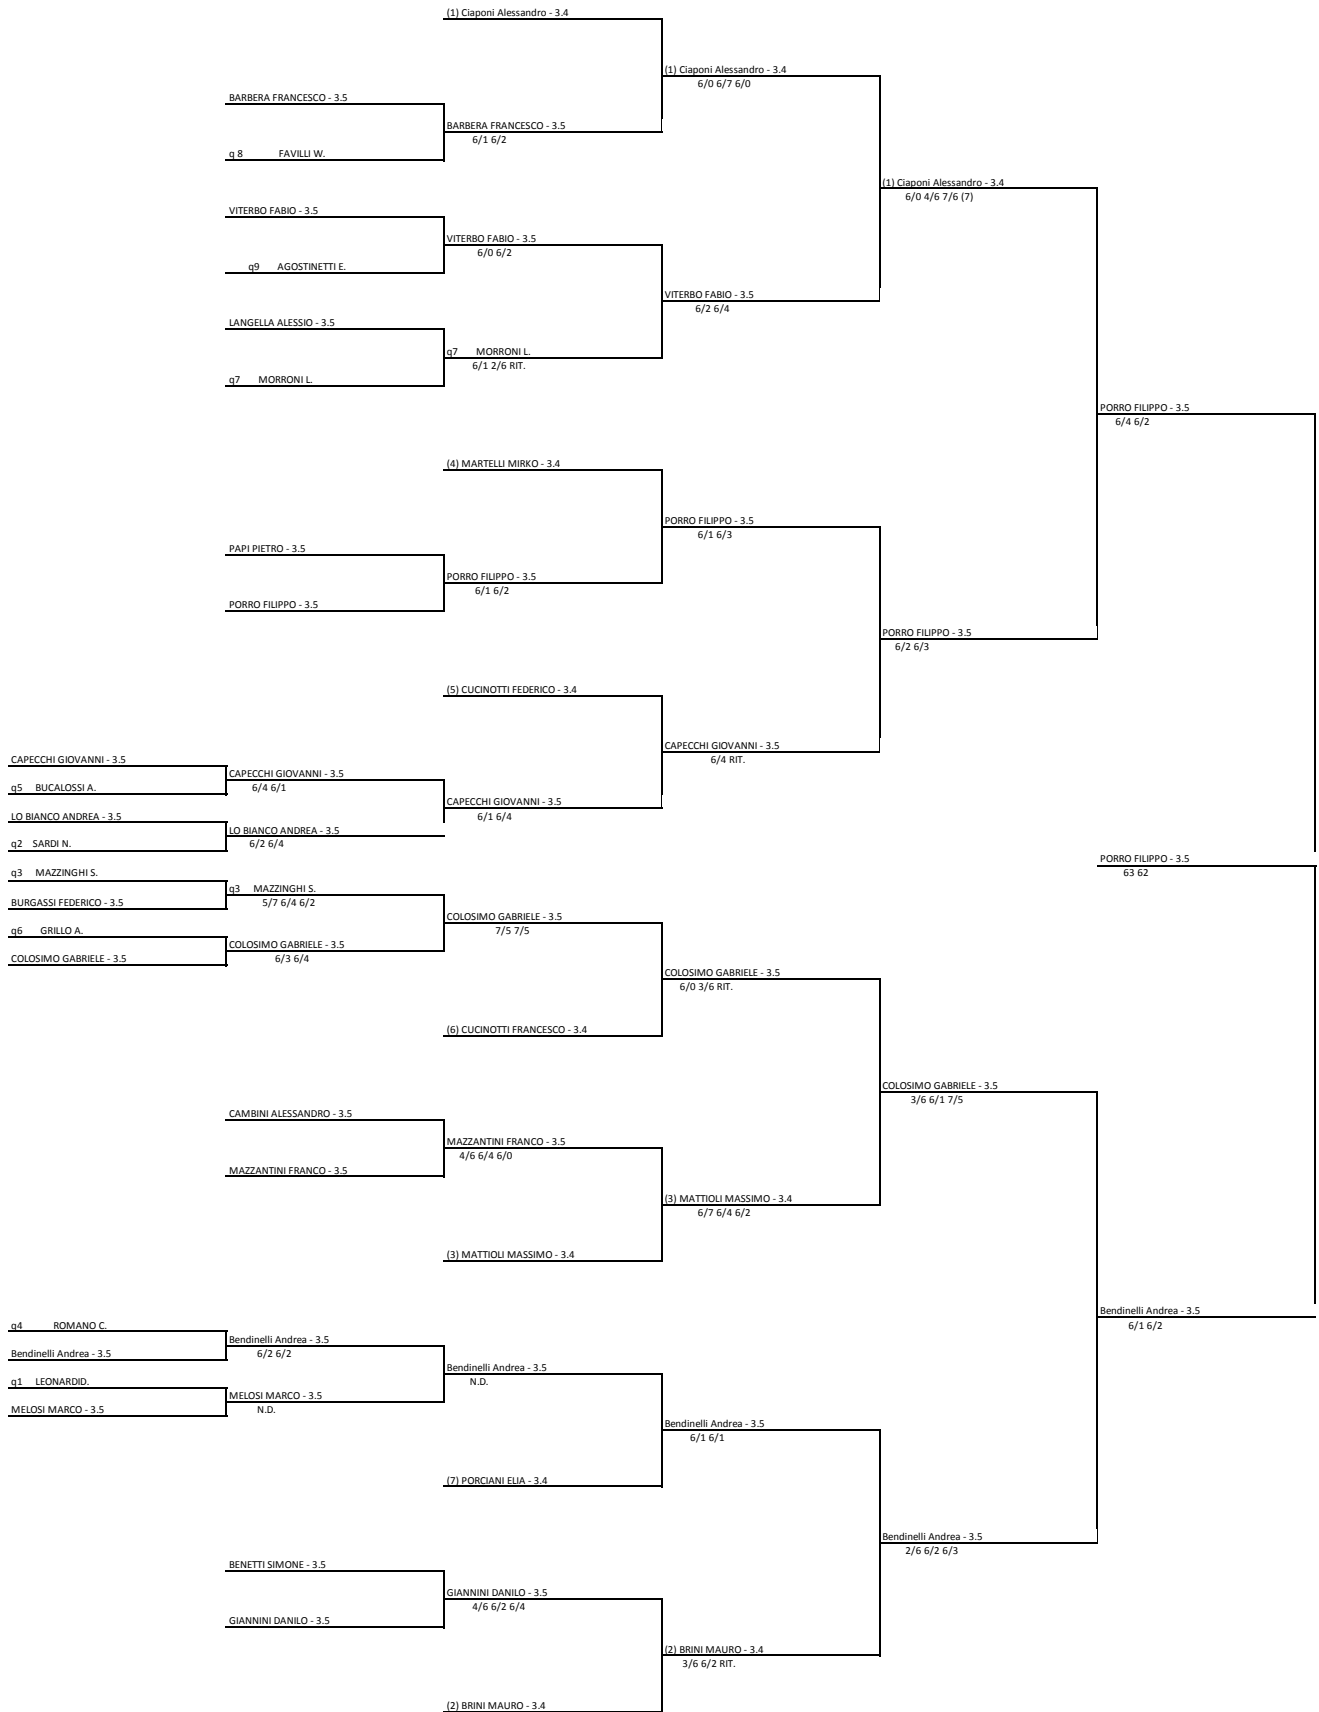 (1) Ciaponi Alessandro - 3.4
(1) Ciaponi Alessandro - 3.4
6/0 6/7 6/0
BARBERA FRANCESCO - 3.5
BARBERA FRANCESCO - 3.5
6/1 6/2
q 8 FAVILLI W.
(1) Ciaponi Alessandro - 3.4
6/0 4/6 7/6 (7)
VITERBO FABIO - 3.5
VITERBO FABIO - 3.5
6/0 6/2
q9 AGOSTINETTI E.
VITERBO FABIO - 3.5
6/2 6/4
LANGELLA ALESSIO - 3.5
q7 MORRONI L.
6/1 2/6 RIT.
q7 MORRONI L.
PORRO FILIPPO - 3.5
6/4 6/2
(4) MARTELLI MIRKO - 3.4
PORRO FILIPPO - 3.5
6/1 6/3
PAPI PIETRO - 3.5
PORRO FILIPPO - 3.5
6/1 6/2
PORRO FILIPPO - 3.5
PORRO FILIPPO - 3.5
6/2 6/3
(5) CUCINOTTI FEDERICO - 3.4
CAPECCHI GIOVANNI - 3.5
6/4 RIT.
CAPECCHI GIOVANNI - 3.5
CAPECCHI GIOVANNI - 3.5
6/4 6/1
q5 BUCALOSSI A.
CAPECCHI GIOVANNI - 3.5
6/1 6/4
LO BIANCO ANDREA - 3.5
LO BIANCO ANDREA - 3.5
6/2 6/4
q2 SARDI N.
PORRO FILIPPO - 3.5
63 62
q3 MAZZINGHI S.
q3 MAZZINGHI S.
5/7 6/4 6/2
BURGASSI FEDERICO - 3.5
COLOSIMO GABRIELE - 3.5
7/5 7/5
q6 GRILLO A.
COLOSIMO GABRIELE - 3.5
6/3 6/4
COLOSIMO GABRIELE - 3.5
COLOSIMO GABRIELE - 3.5
6/0 3/6 RIT.
(6) CUCINOTTI FRANCESCO - 3.4
COLOSIMO GABRIELE - 3.5
3/6 6/1 7/5
CAMBINI ALESSANDRO - 3.5
MAZZANTINI FRANCO - 3.5
4/6 6/4 6/0
MAZZANTINI FRANCO - 3.5
(3) MATTIOLI MASSIMO - 3.4
6/7 6/4 6/2
(3) MATTIOLI MASSIMO - 3.4
Bendinelli Andrea - 3.5
6/1 6/2
q4 ROMANO C.
Bendinelli Andrea - 3.5
6/2 6/2
Bendinelli Andrea - 3.5
Bendinelli Andrea - 3.5
N.D.
q1 LEONARDID.
MELOSI MARCO - 3.5
N.D.
MELOSI MARCO - 3.5
Bendinelli Andrea - 3.5
6/1 6/1
(7) PORCIANI ELIA - 3.4
Bendinelli Andrea - 3.5
2/6 6/2 6/3
BENETTI SIMONE - 3.5
GIANNINI DANILO - 3.5
4/6 6/2 6/4
GIANNINI DANILO - 3.5
(2) BRINI MAURO - 3.4
3/6 6/2 RIT.
(2) BRINI MAURO - 3.4